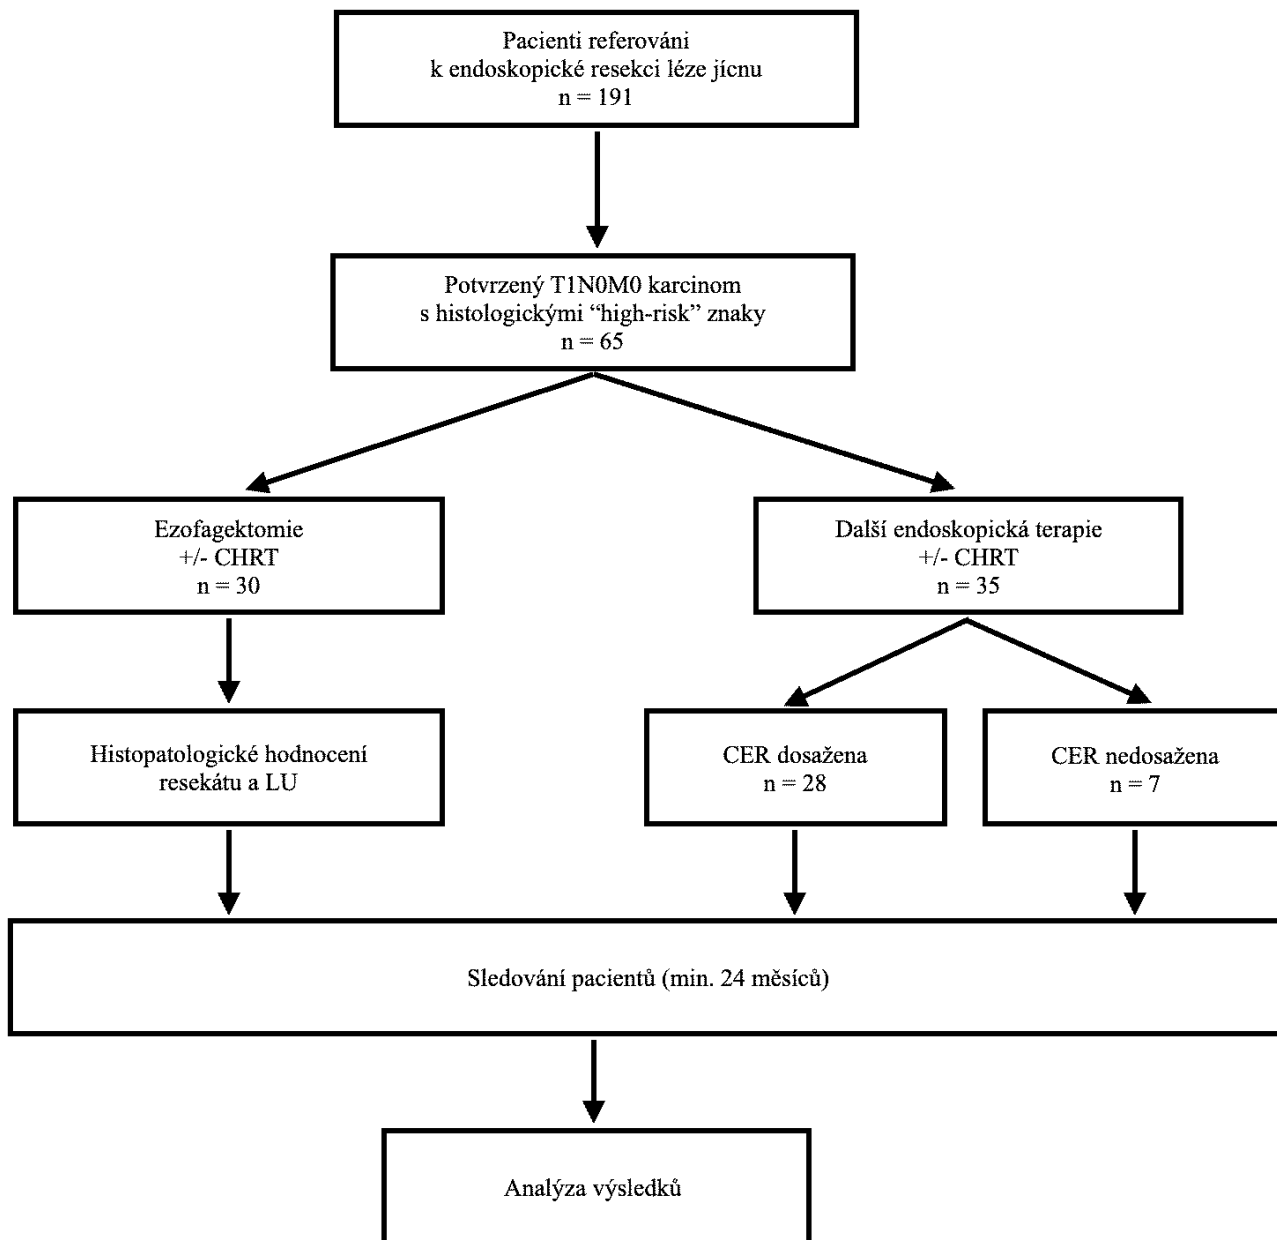 Pacienti referováni
k endoskopické resekci léze jícnu
n = 191
Potvrzený T1N0M0 karcinom
s histologickými “high-risk” znaky
n = 65
Ezofagektomie
+/- CHRT
n = 30
Další endoskopická terapie
+/- CHRT
n = 35
Histopatologické hodnocení
resekátu a LU
CER dosažena
n = 28
CER nedosažena
n = 7
Sledování pacientů (min. 24 měsíců)
Analýza výsledků